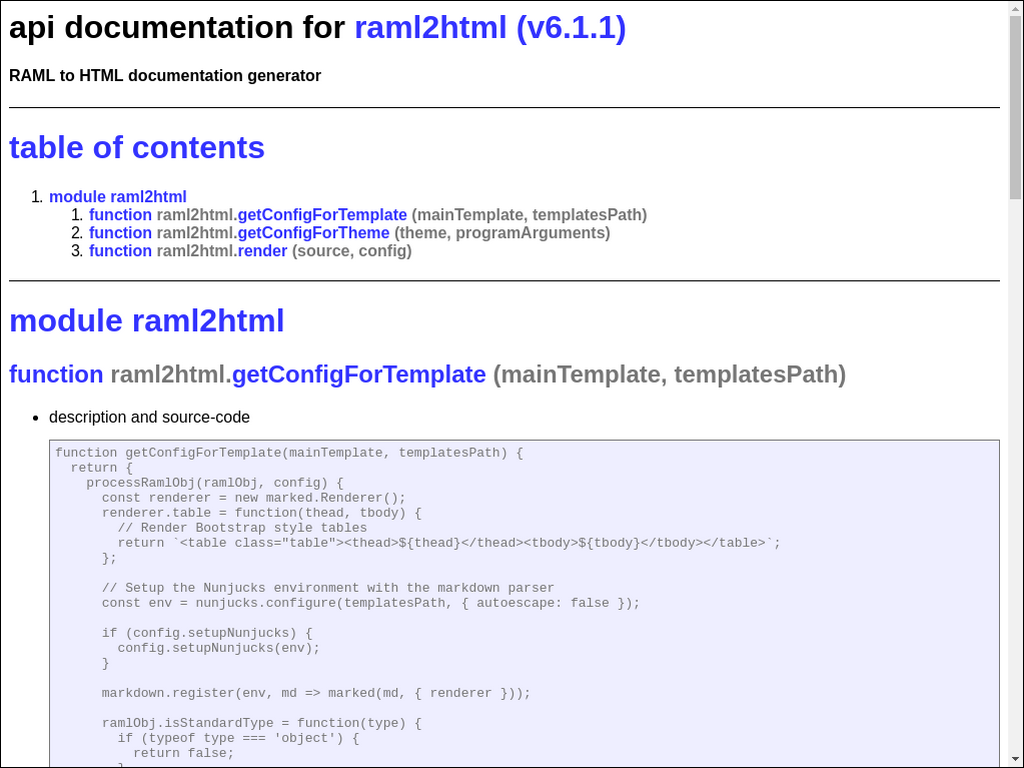 api documentation for raml2html (v6.1.1)
RAML to HTML documentation generator
table of contents
1. module raml2html
1. function raml2html.getConfigForTemplate (mainTemplate, templatesPath)
2. function raml2html.getConfigForTheme (theme, programArguments)
3. function raml2html.render (source, config)
module raml2html
function raml2html.getConfigForTemplate (mainTemplate, templatesPath)
• description and source-code
function getConfigForTemplate(mainTemplate, templatesPath) {
  return {
    processRamlObj(ramlObj, config) {
      const renderer = new marked.Renderer();
      renderer.table = function(thead, tbody) {
        // Render Bootstrap style tables
        return `<table class="table"><thead>${thead}</thead><tbody>${tbody}</tbody></table>`;
      };
      // Setup the Nunjucks environment with the markdown parser
      const env = nunjucks.configure(templatesPath, { autoescape: false });
      if (config.setupNunjucks) {
        config.setupNunjucks(env);
      }
      markdown.register(env, md => marked(md, { renderer }));
      ramlObj.isStandardType = function(type) {
        if (typeof type === 'object') {
          return false;
        }